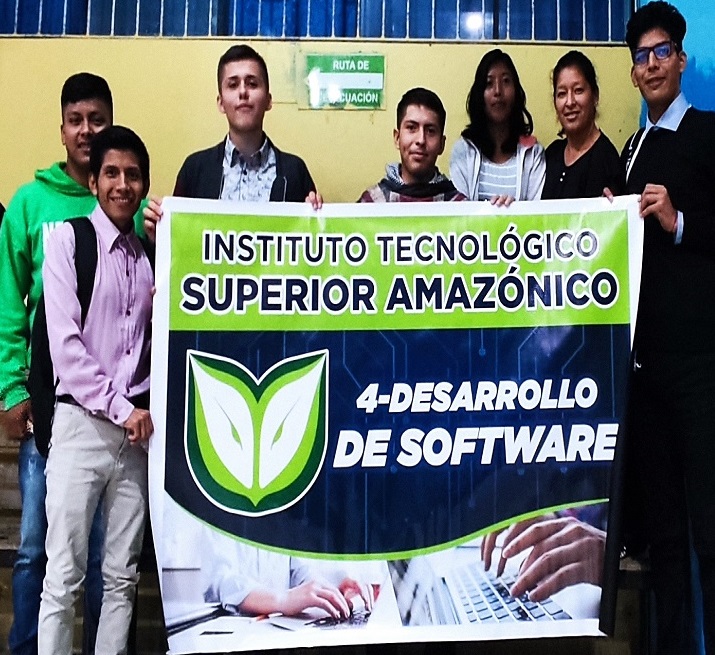 RUTA DE
INSTITUTO TECNOLÓGICO
SUPERIOR AMAZÓNICO
4-DESARROLLO
DE SOFTWARE